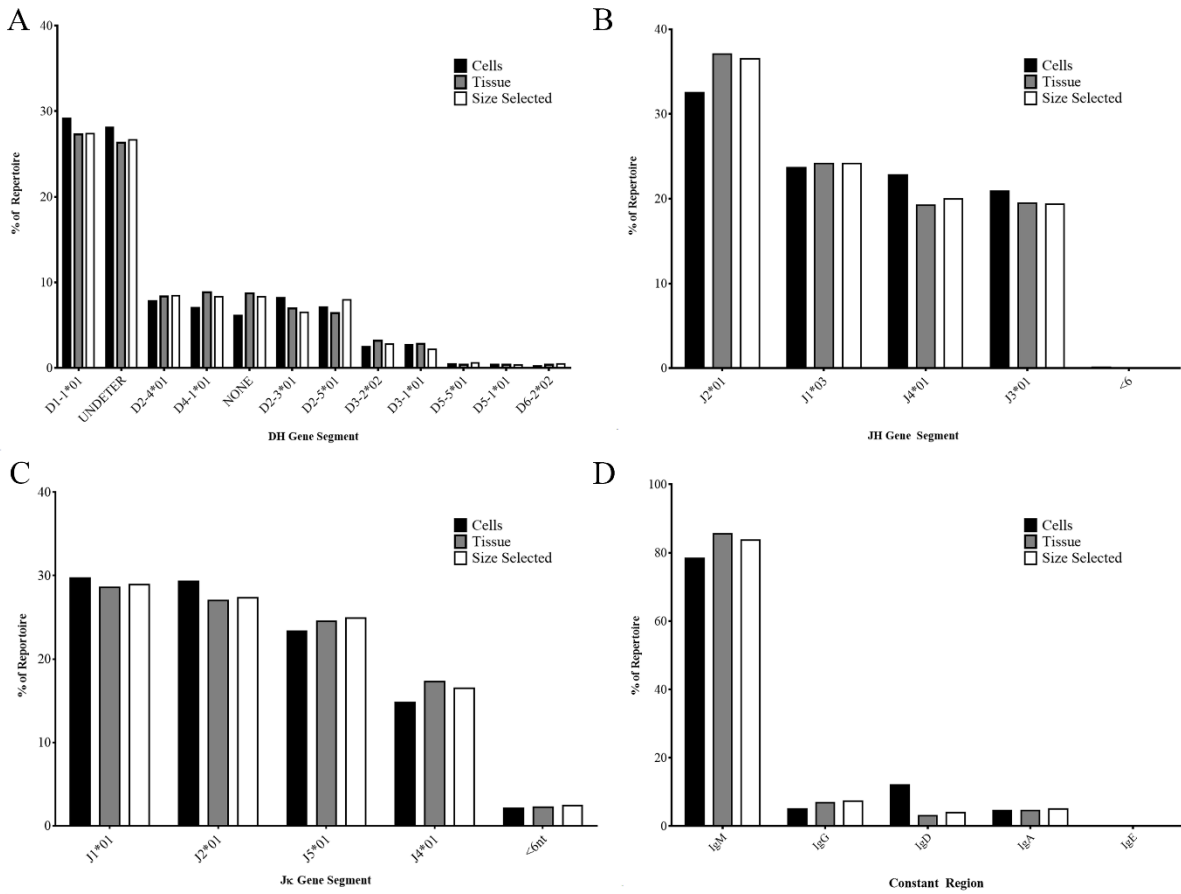 A
40
30
20
10
0
% of Repertoire
Cells
Tissue
Size Selected
D1-1*01
UNDETER
D2-4*01
D4-1*01
NONE
D2-3*01
D2-5*01
D3-2*02
D3-1*01
D5-5*01
D5-1*01
D6-2*02
DH Gene Segment
B
40
30
20
10
0
% of Repertoire
Cells
Tissue
Size Selected
J2*01
J1*03
J4*01
J3*01
<6
JH Gene Segment
C
40
30
20
10
0
% of Reportoire
Cells
Tissue
Size Selected
J1*01
J2*01
J5*01
J4*01
<6nt
Jκ Gene Segment
D
100
80
60
40
20
0
% of Repertoire
Cells
Tissue
Size Selected
IgM
IgG
IgD
IgA
IgE
Constant Region